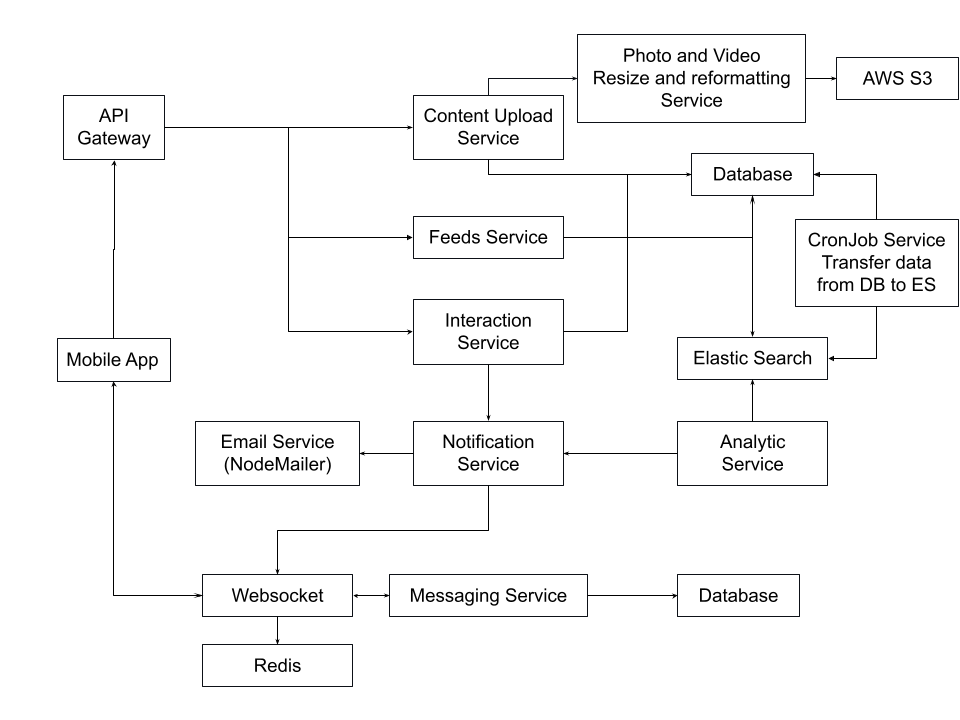 Photo and Video
Resize and reformatting
Service
AWS S3
API
Gateway
Content Upload
Service
Database
Feeds Service
CronJob Service
Transfer data
from DB to ES
Interaction
Service
Mobile App
Elastic Search
Email Service
(NodeMailer)
Notification
Service
Analytic
Service
Websocket
Messaging Service
Database
Redis